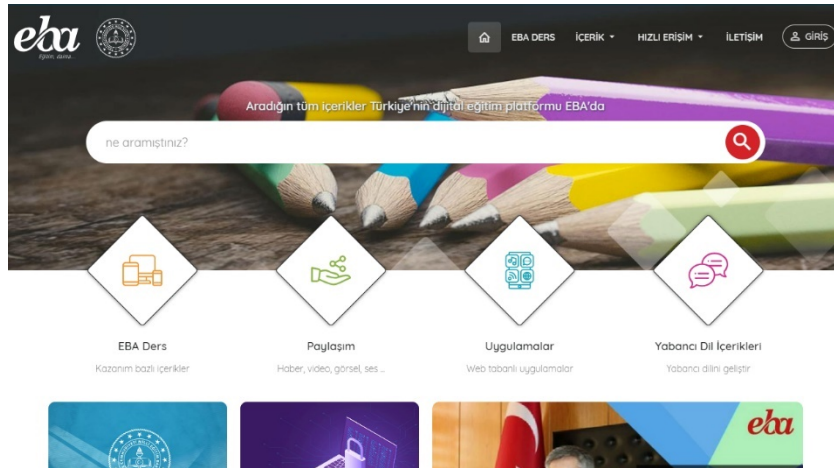 eba
Eğitim, dama...
EBA DERS İÇERİK HIZLI ERİŞİM İLETİŞİM GİRİŞ
Aradığın tüm içerikler Türkiye'nin dijital eğitim platformu EBA'da
ne aramıştınız?
EBA Ders Paylaşım Uygulamalar Yabancı Dil İçerikleri
Kazanım bazlı içerikler Haber, video, görsel, ses ... Web tabanlı uygulamalar Yabancı dilini geliştir
eba